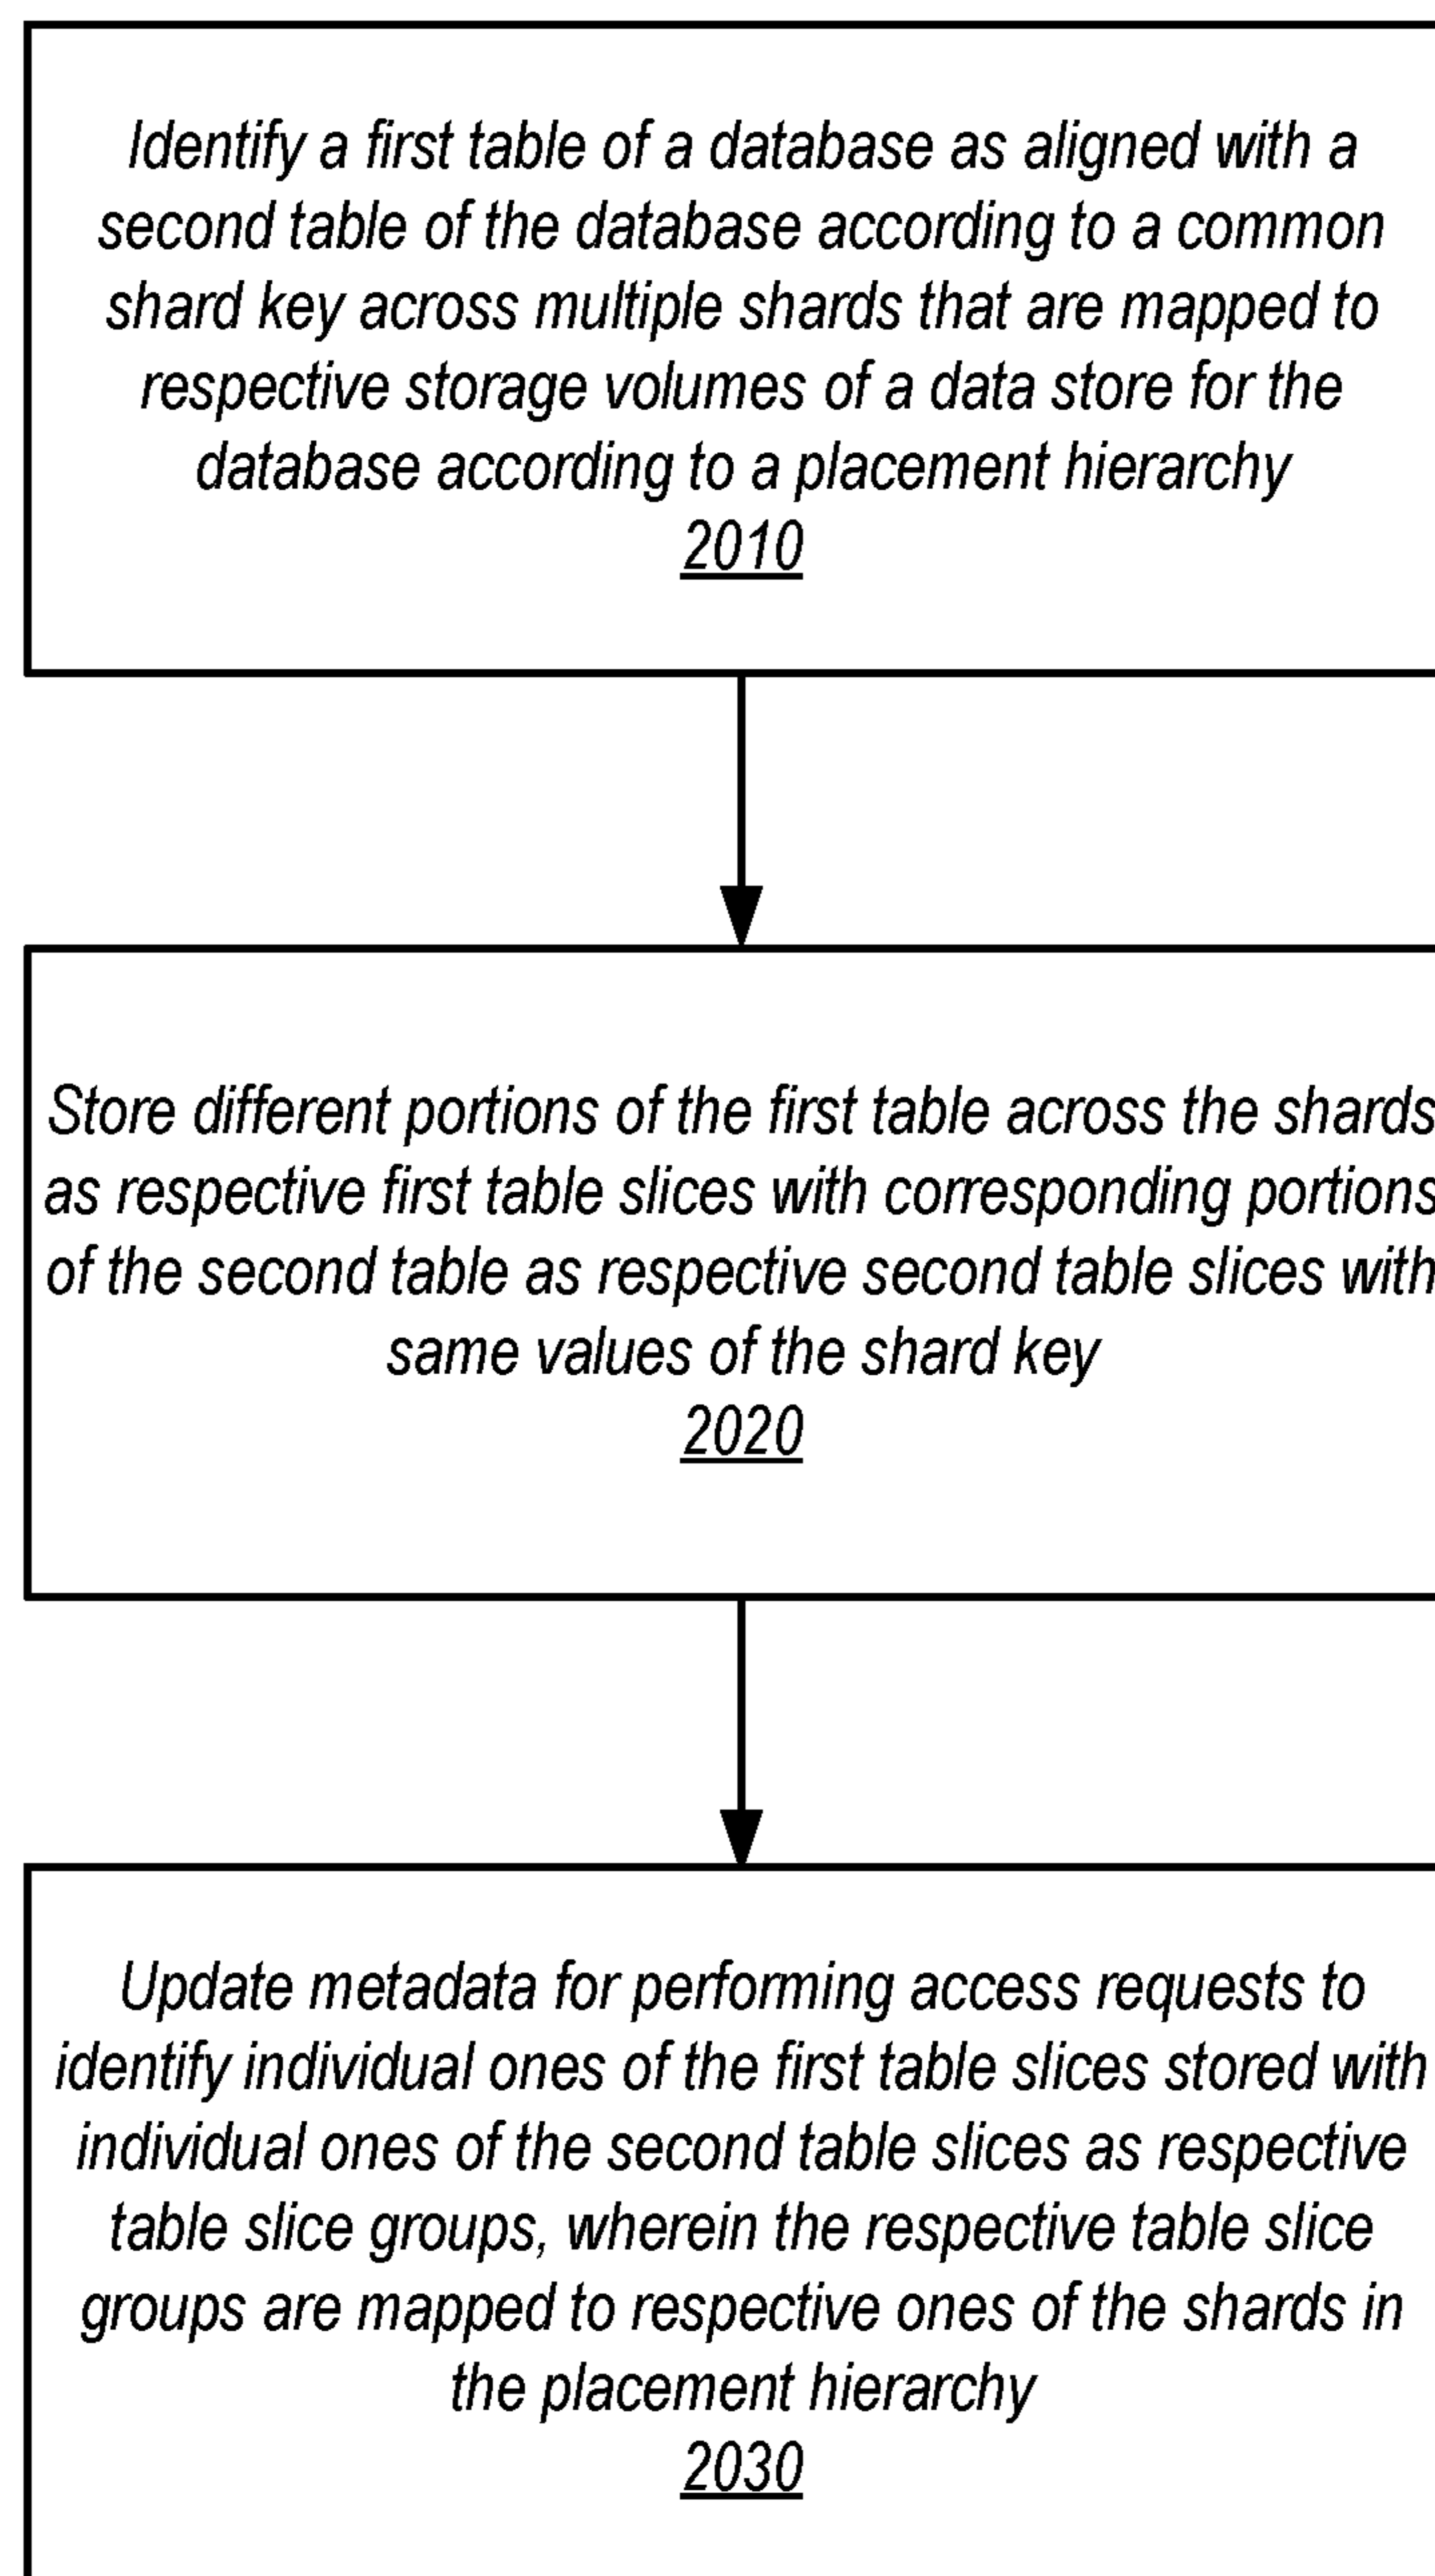 Identify a first table of a database as aligned with a
second table of the database according to a common
shard key across multiple shards that are mapped to
respective storage volumes of a data store for the
database according to a placement hierarchy
2010
Store different portions of the first table across the shards
as respective first table slices with corresponding portions
of the second table as respective second table slices with
same values of the shard key
2020
Update metadata for performing access requests to
identify individual ones of the first table slices stored with
individual ones of the second table slices as respective
table slice groups, wherein the respective table slice
groups are mapped to respective ones of the shards in
the placement hierarchy
2030